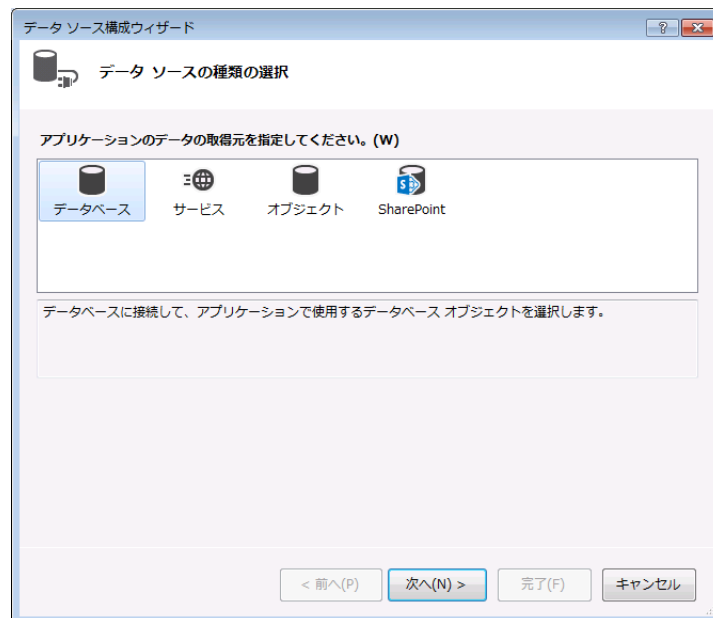 データ ソース構成ウィザード
データ ソースの種類の選択
アプリケーションのデータの取得元を指定してください。(W)
データベース サービス オブジェクト SharePoint
データベースに接続して、アプリケーションで使用するデータベース オブジェクトを選択します。
< 前へ(P) 次へ(N) > 完了(F) キャンセル